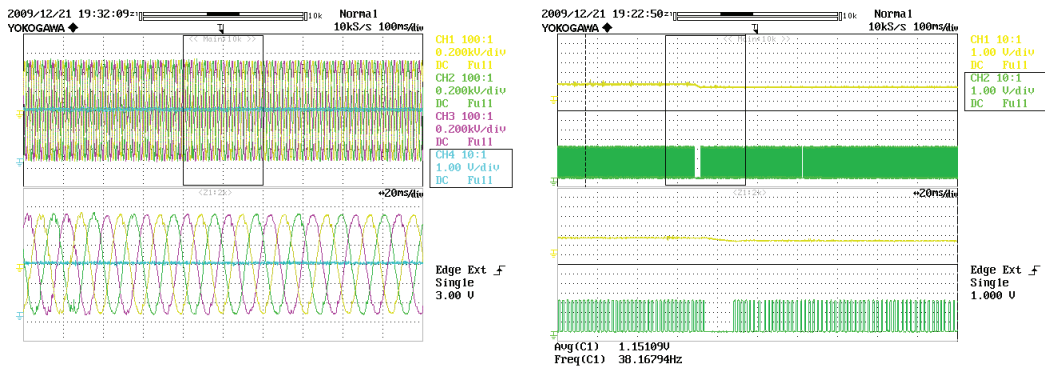 2009/12/21 19:32:09
10k
Normal
YOKOGAWA
10kS/s 100ms/div
<< Main:10k >>
CH1 100:1
0.200kV/div
DC Full
CH2 100:1
0.200kV/div
DC Full
CH3 100:1
0.200kV/div
DC Full
CH4 10:1
1.00 V/div
DC Full
<Z1:2k>
20ms/div
Edge Ext
Single
3.00 V
2009/12/21 19:22:50
10k
Normal
YOKOGAWA
10kS/s 100ms/div
<< Main:10k >>
CH1 10:1
1.00 V/div
DC Full
CH2 10:1
1.00 V/div
DC Full
<Z1:2k>
20ms/div
Edge Ext
Single
1.000 V
Avg(C1) 1.15109V
Freq(C1) 38.16794Hz